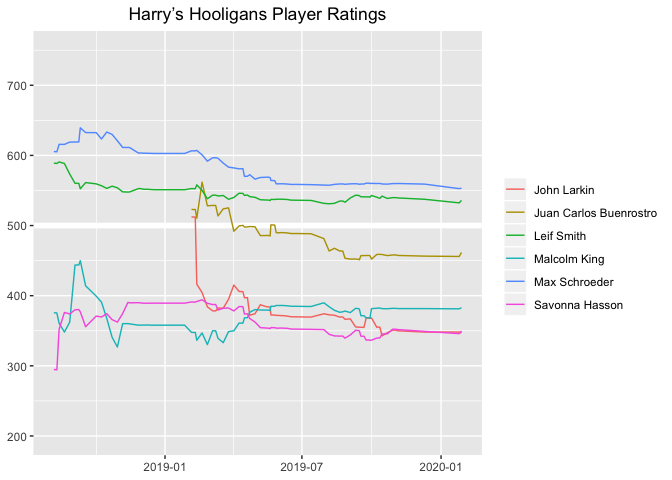 Harry’s Hooligans Player Ratings
700
600
500
400
300
200
2019-01
2019-07
2020-01
John Larkin
Juan Carlos Buenrostro
Leif Smith
Malcolm King
Max Schroeder
Savonna Hasson